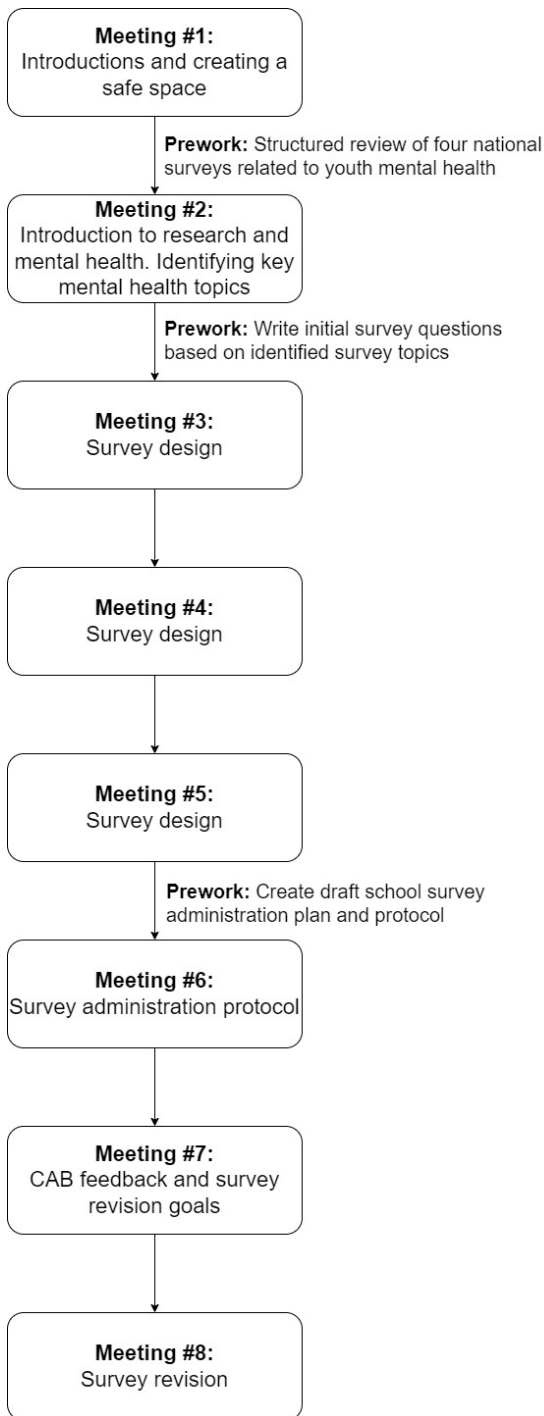 Meeting #1:
Introductions and creating a
safe space
Prework: Structured review of four national
surveys related to youth mental health
Meeting #2:
Introduction to research and
mental health. Identifying key
mental health topics
Prework: Write initial survey questions
based on identified survey topics
Meeting #3:
Survey design
Meeting #4:
Survey design
Meeting #5:
Survey design
Prework: Create draft school survey
administration plan and protocol
Meeting #6:
Survey administration protocol
Meeting #7:
CAB feedback and survey
revision goals
Meeting #8:
Survey revision